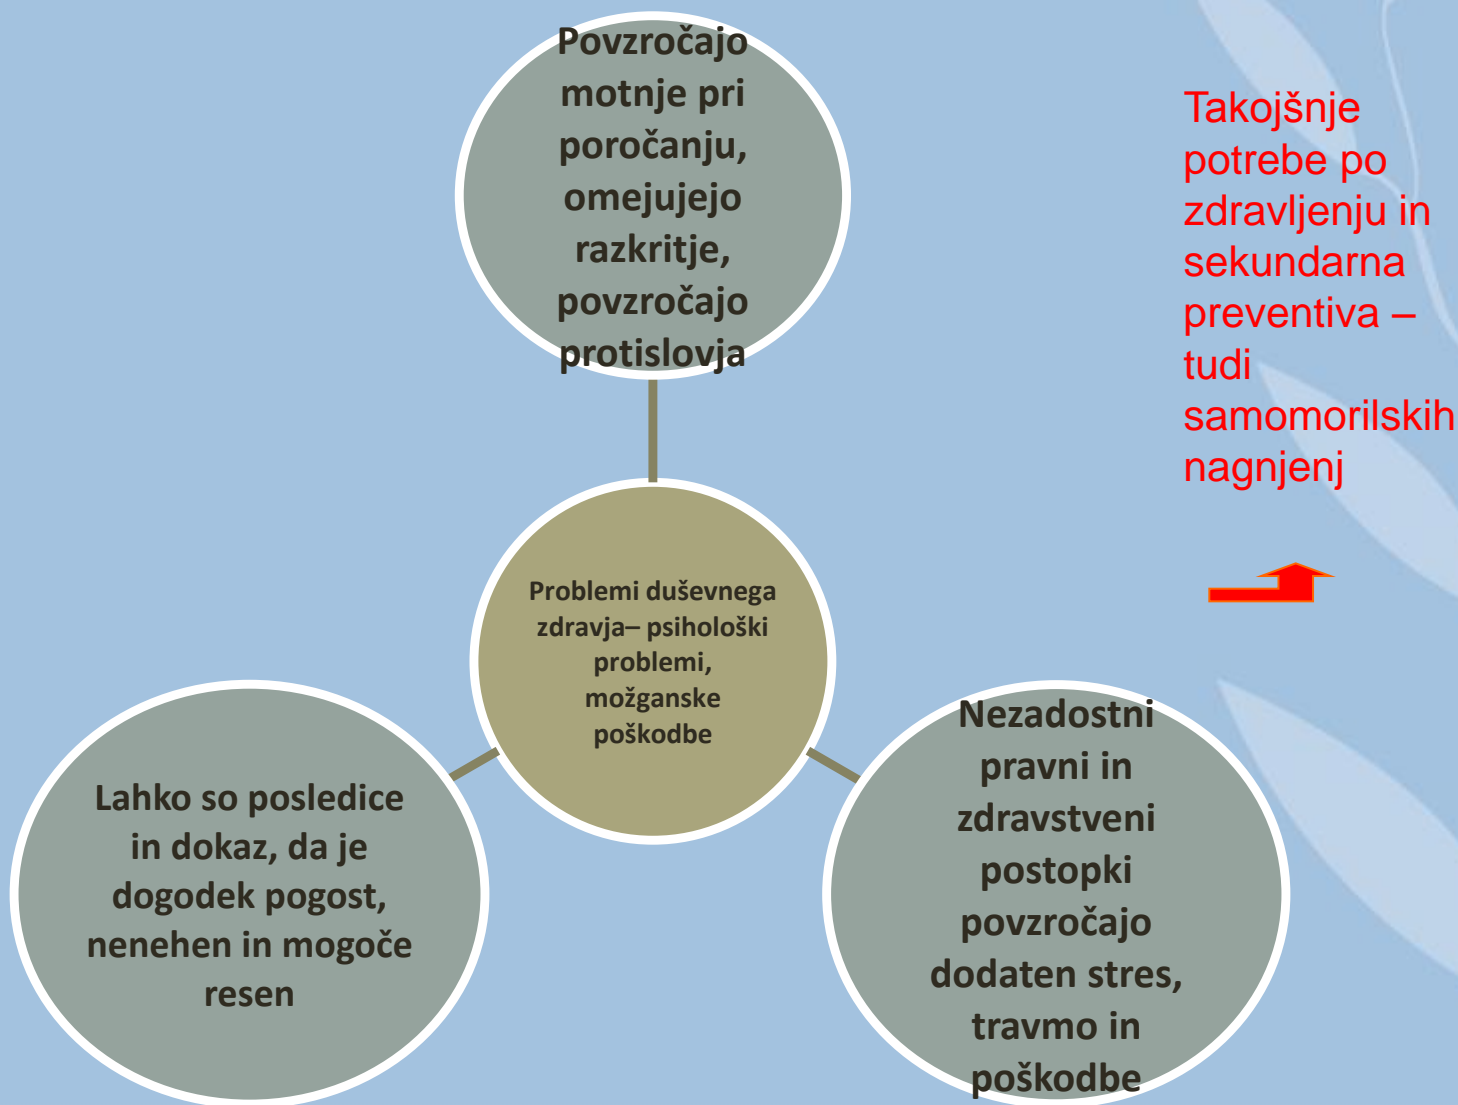 Povzročajo
motnje pri
poročanju,
omejujejo
razkritje,
povzročajo
protislovja
Takojšnje
potrebe po
zdravljenju in
sekundarna
preventiva –
tudi
samomorilskih
nagnjenj
Problemi duševnega
zdravja– psihološki
problemi,
možganske
poškodbe
Lahko so posledice
in dokaz, da je
dogodek pogost,
nenehen in mogoče
resen
Nezadostni
pravni in
zdravstveni
postopki
povzročajo
dodaten stres,
travmo in
poškodbe